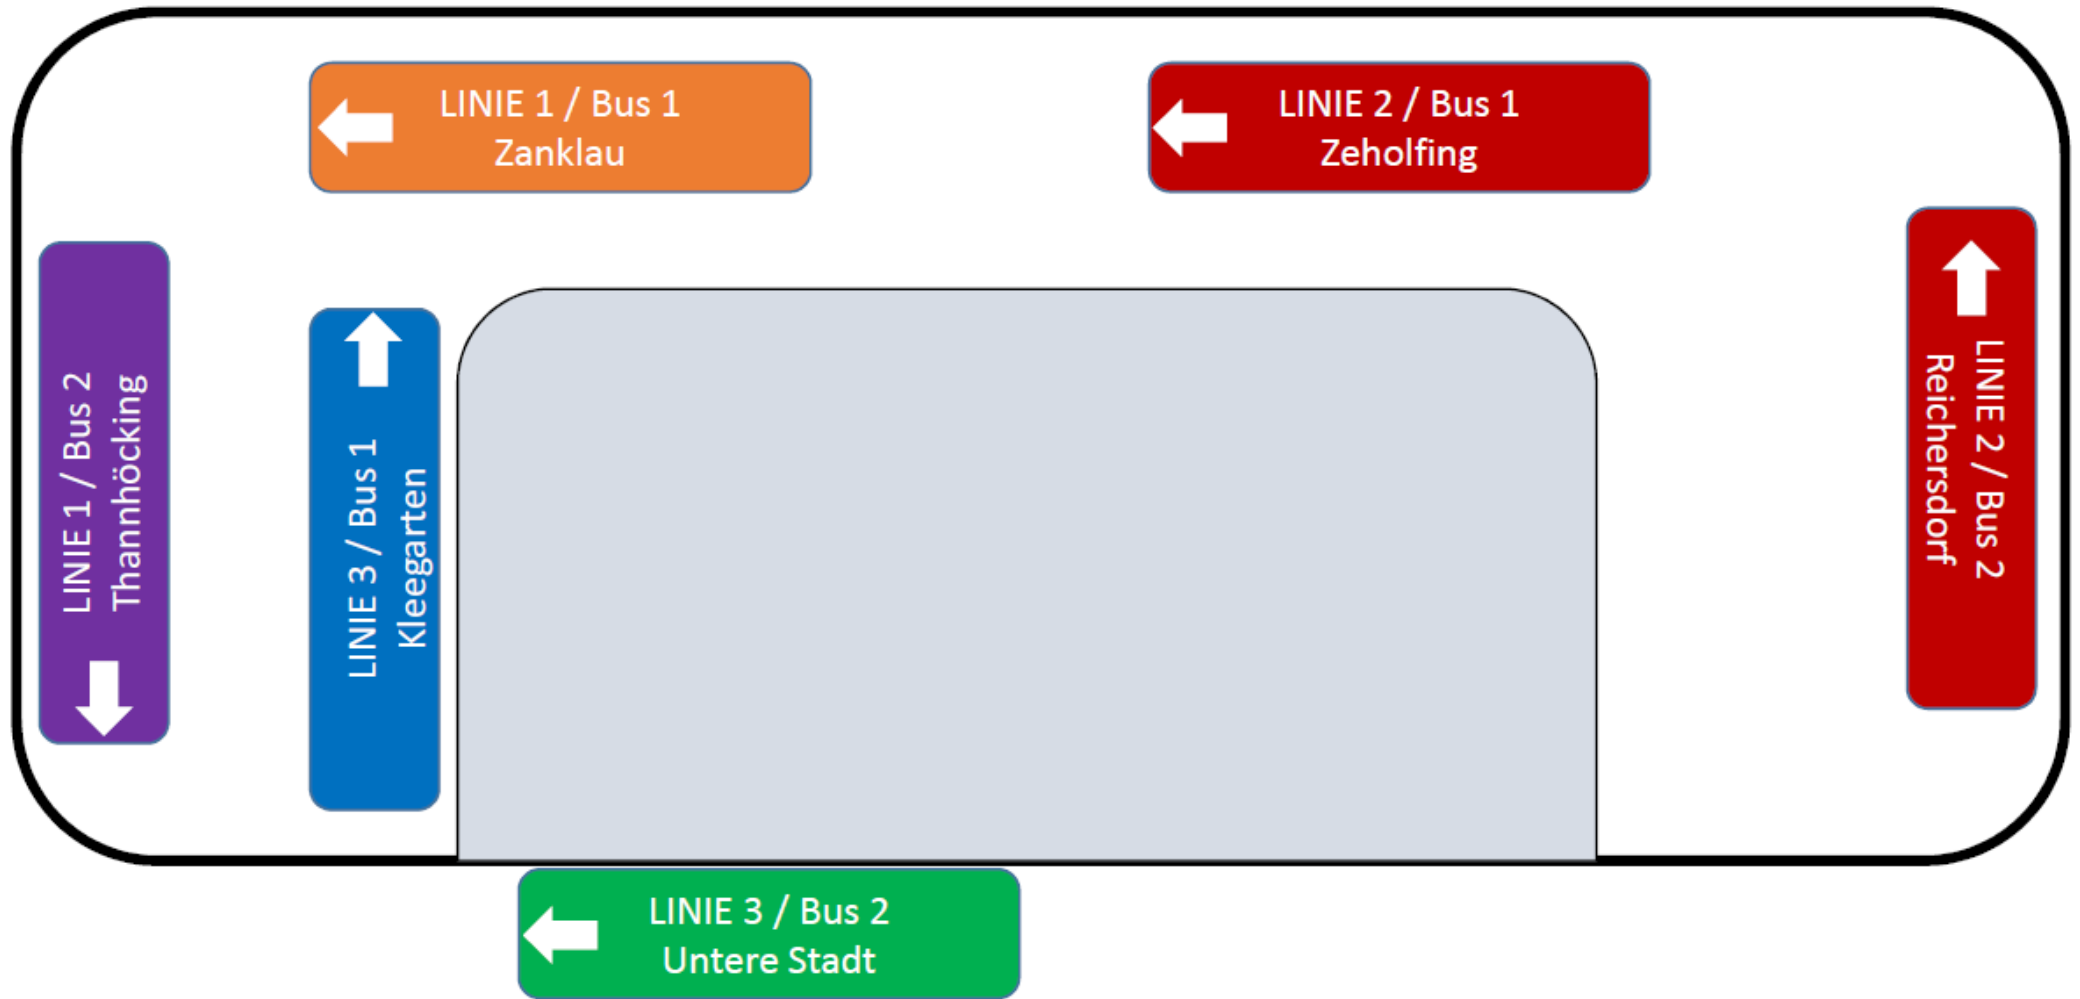 LINIE 1 / Bus 1
Zanklau
LINIE 2 / Bus 1
Zeholfing
LINIE 1 / Bus 2
Thannhöcking
LINIE 3 / Bus 1
Kleegarten
LINIE 2 / Bus 2
Reichersdorf
LINIE 3 / Bus 2
Untere Stadt